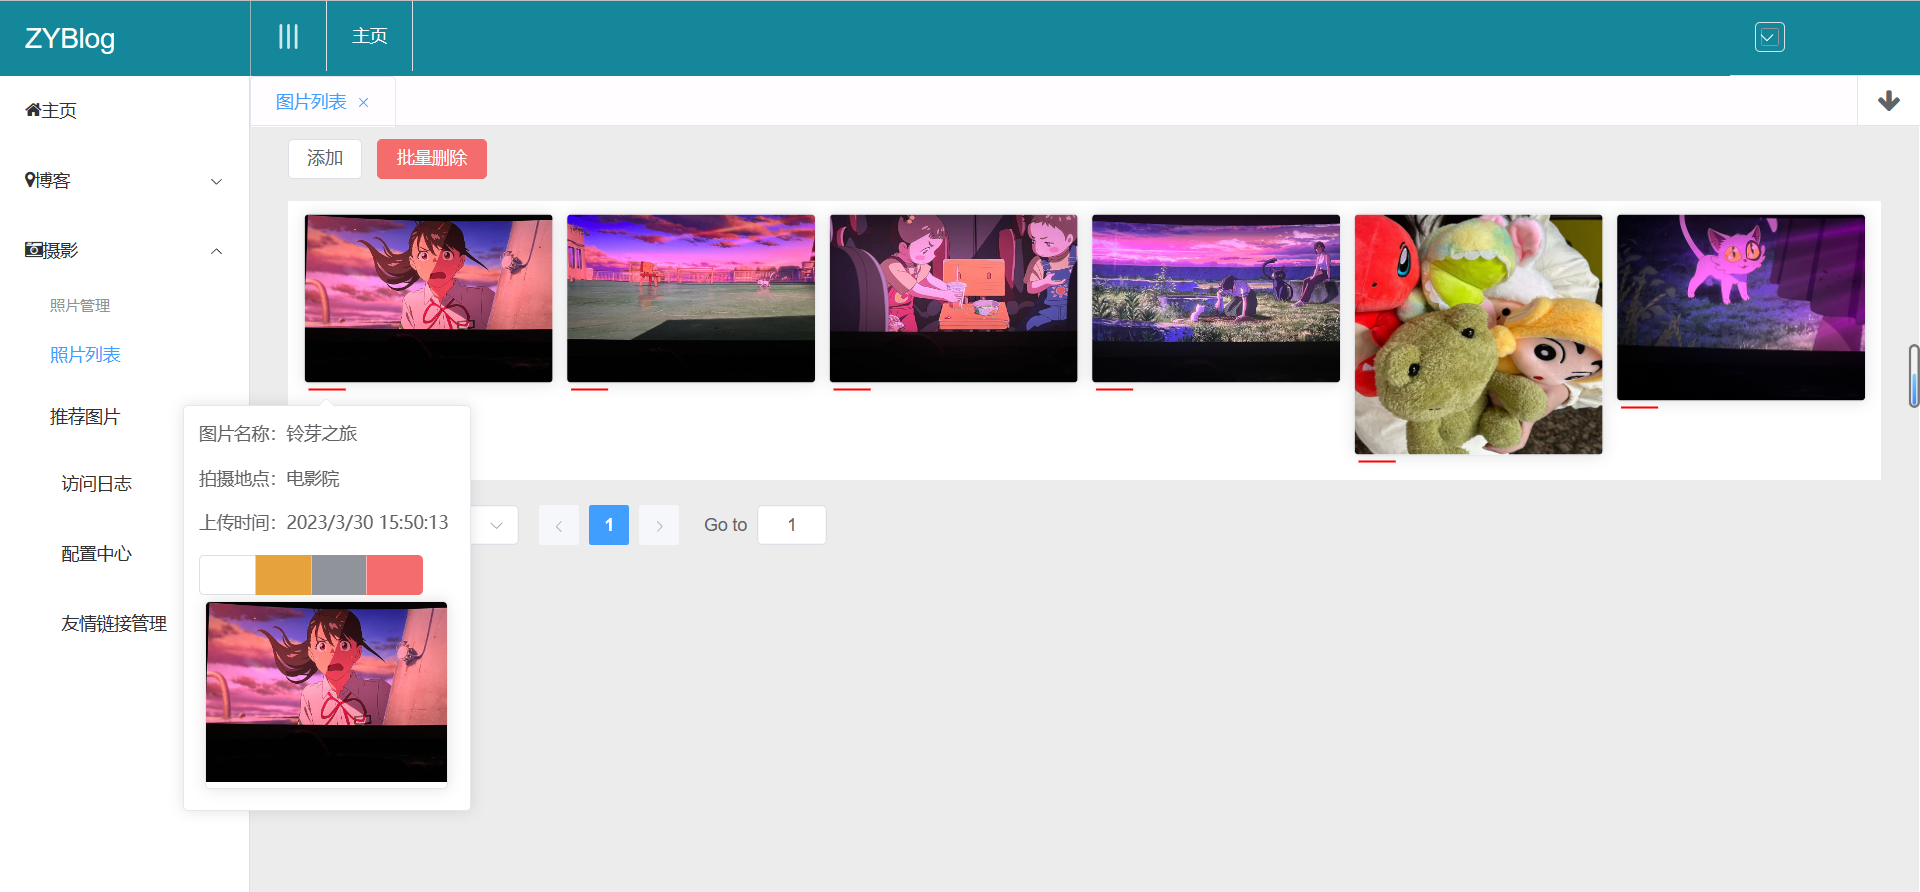 ZYBlog
主页
主页
博客
摄影
照片管理
照片列表
推荐图片
访问日志
配置中心
友情链接管理
图片列表
添加
批量删除
图片名称：铃芽之旅
拍摄地点：电影院
上传时间：2023/3/30 15:50:13
1
Go to
1